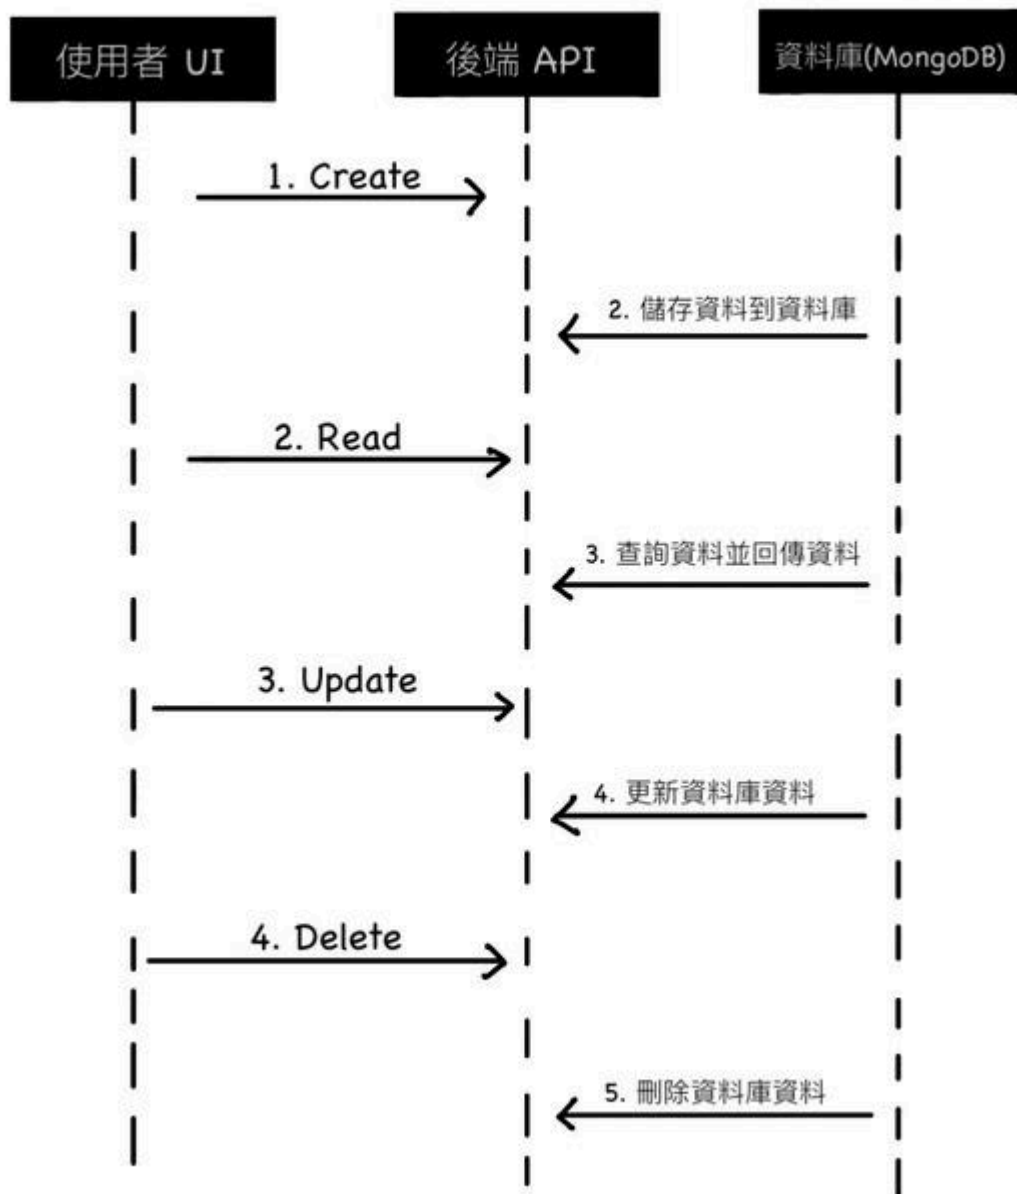 使用者 UI
後端 API
資料庫(MongoDB)
1. Create
2. 儲存資料到資料庫
2. Read
3. 查詢資料並回傳資料
3. Update
4. 更新資料庫資料
4. Delete
5. 刪除資料庫資料